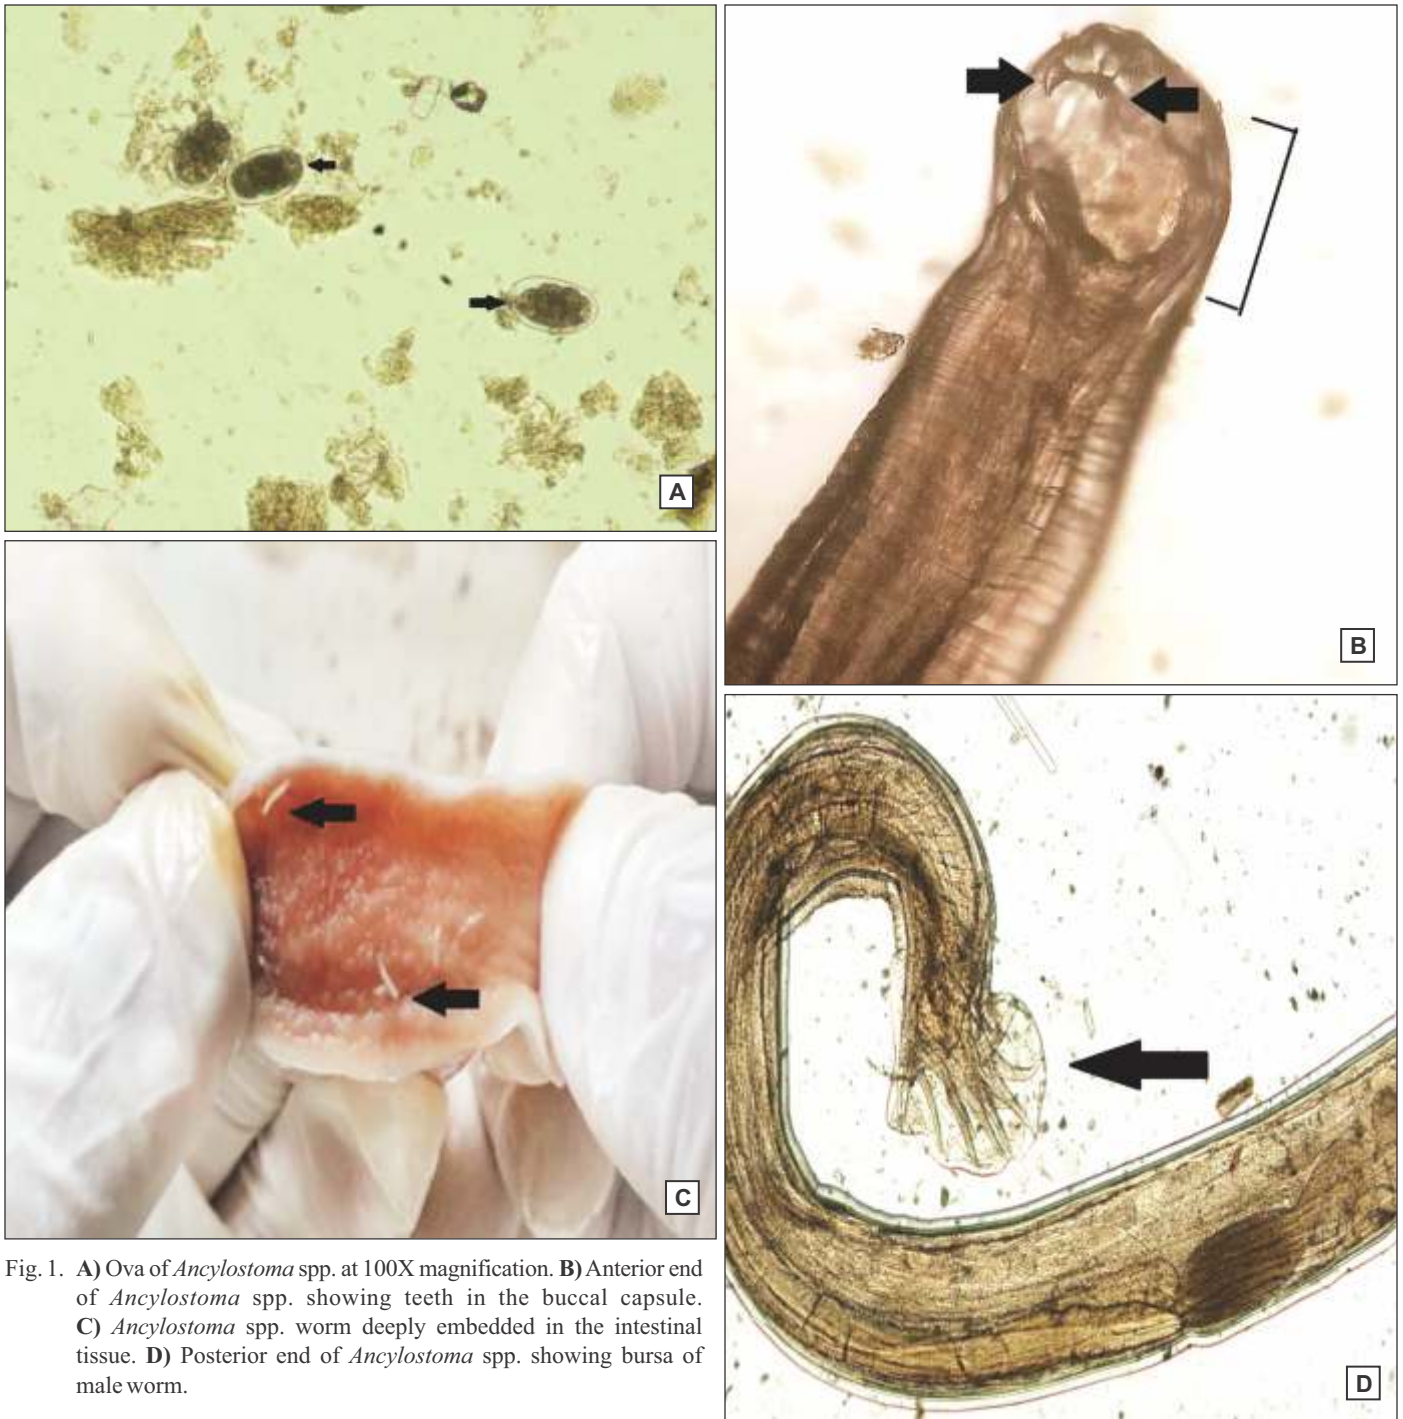 A
B
C
D
Fig. 1. A) Ova of Ancylostoma spp. at 100X magnification. B) Anterior end
of Ancylostoma spp. showing teeth in the buccal capsule.
C) Ancylostoma spp. worm deeply embedded in the intestinal
tissue. D) Posterior end of Ancylostoma spp. showing bursa of
male worm.